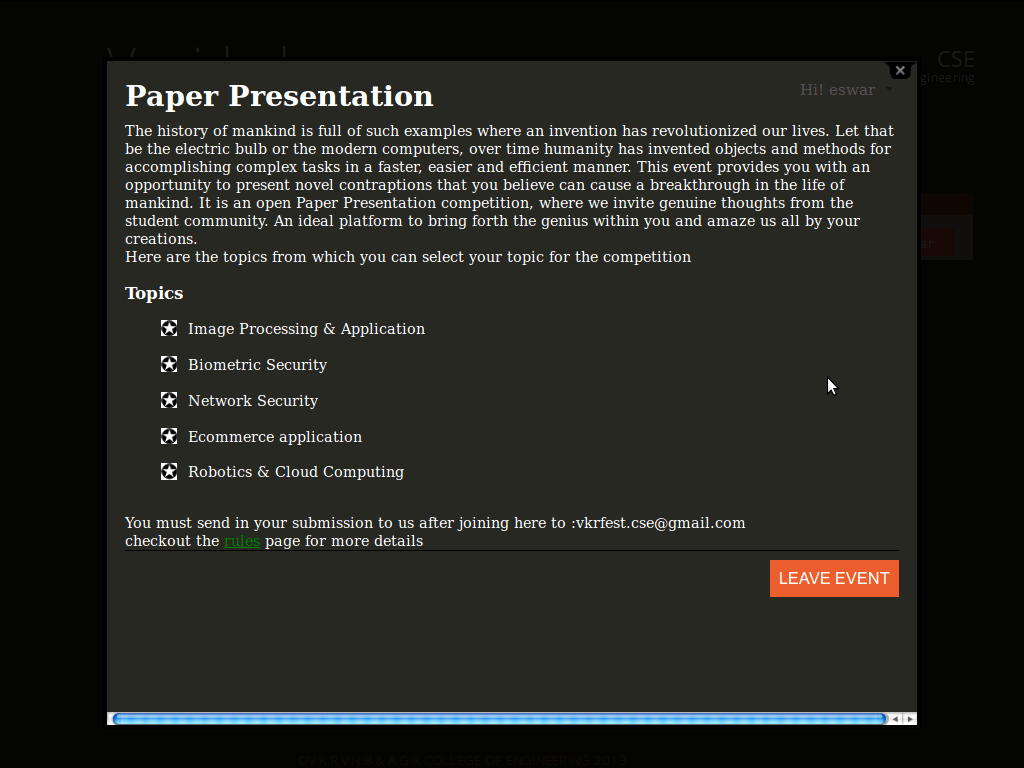 CSE
gineering
Hi! eswar
Paper Presentation
The history of mankind is full of such examples where an invention has revolutionized our lives. Let that
be the electric bulb or the modern computers, over time humanity has invented objects and methods for
accomplishing complex tasks in a faster, easier and efficient manner. This event provides you with an
opportunity to present novel contraptions that you believe can cause a breakthrough in the life of
mankind. It is an open Paper Presentation competition, where we invite genuine thoughts from the
student community. An ideal platform to bring forth the genius within you and amaze us all by your
creations.
Here are the topics from which you can select your topic for the competition
Topics
Image Processing & Application
Biometric Security
Network Security
Ecommerce application
Robotics & Cloud Computing
You must send in your submission to us after joining here to :vkrfest.cse@gmail.com
checkout the rules page for more details
LEAVE EVENT
COLLEGE OF ENGINEERING 2013